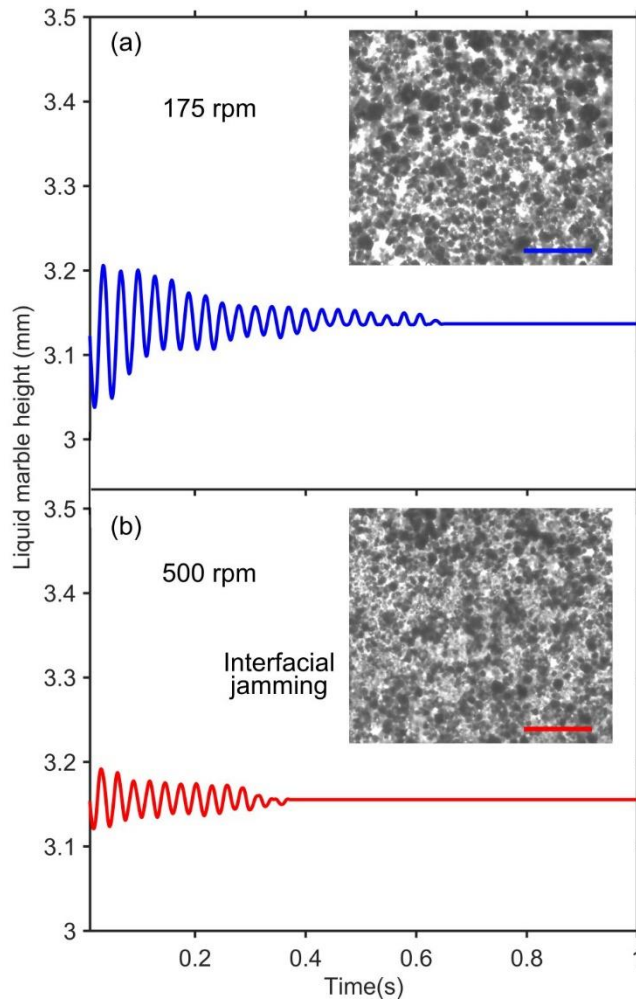 Liquid marble height (mm)
3.5
(a)
3.4
175 rpm
3.3
3.2
3.1
3
3.5
(b)
500 rpm
3.4
Interfacial
jamming
3.3
3.2
3.1
3
0.2
0.4
0.6
0.8
1
Time(s)